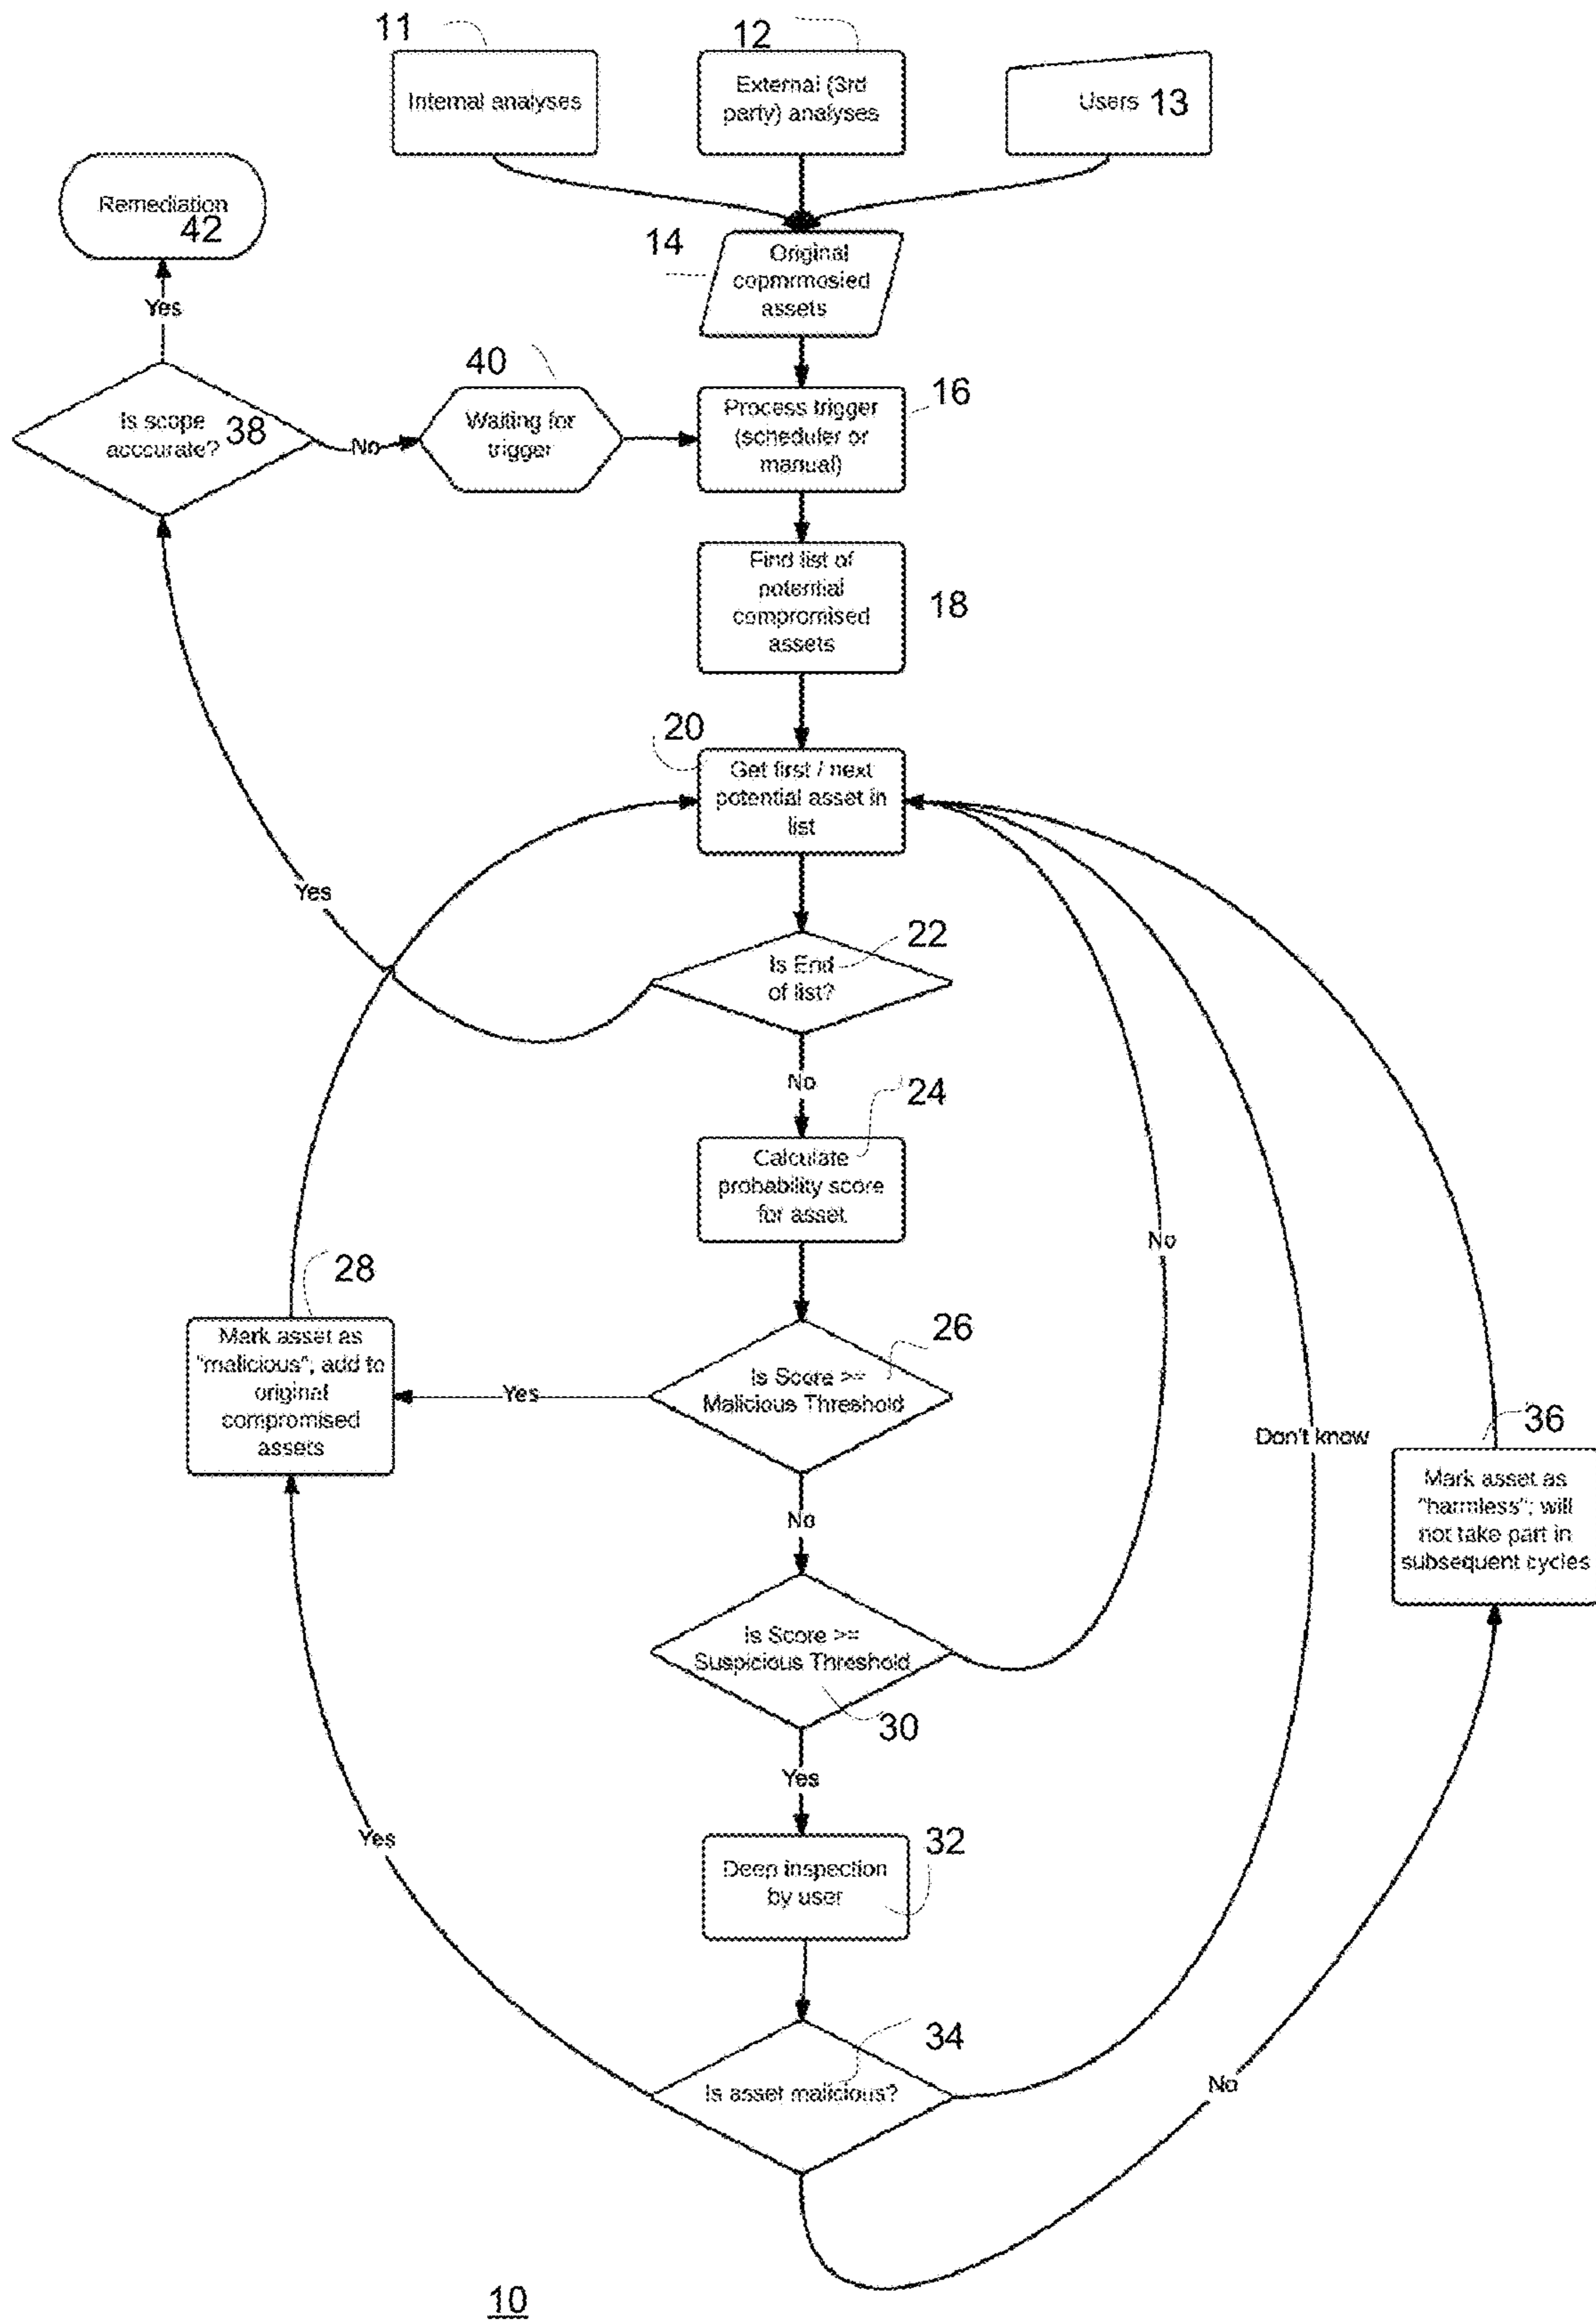 11
12
Internal analyses
External (3rd
party) analyses
Users 13
Remediation
42
14
Original
copmrmosied
assets
Yes
40
16
Is scope
acccurate?
38
No
Waiting for
trigger
Process trigger
(scheduler or
manual)
Find list of
potential
compromised
assets
18
20
Get first / next
potential asset in
list
Yes
22
Is End
of list?
No
24
Calculate
probability score
for asset
No
28
Mark asset as
"malicious"; add to
original
compromised
assets
26
Is Score >=
Malicious Threshold
Yes
Don't know
36
Mark asset as
"harmless"; will
not take part in
subsequent cycles
No
Is Score >=
Suspicious Threshold
30
Yes
Yes
32
Deep inspection
by user
34
Is asset malicious?
No
10